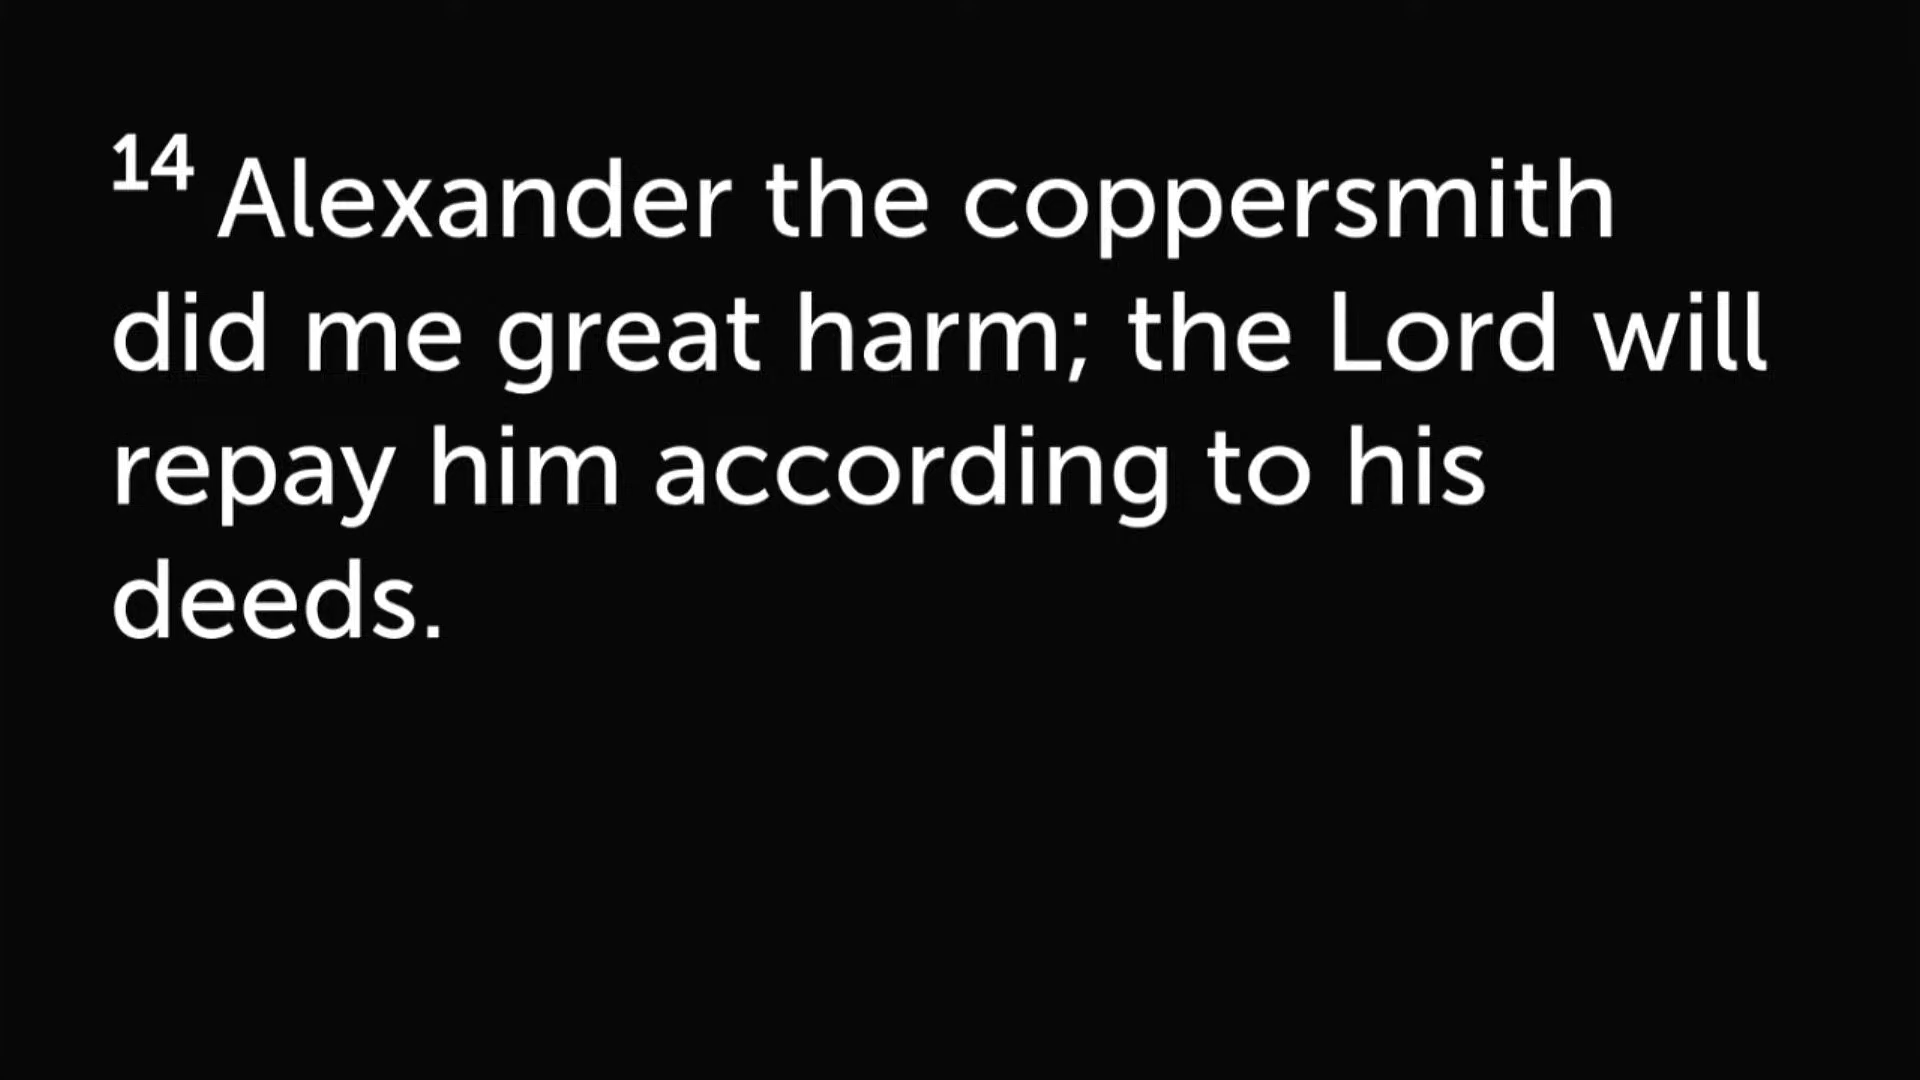 14 Alexander the coppersmith
did me great harm; the Lord will
repay him according to his
deeds.